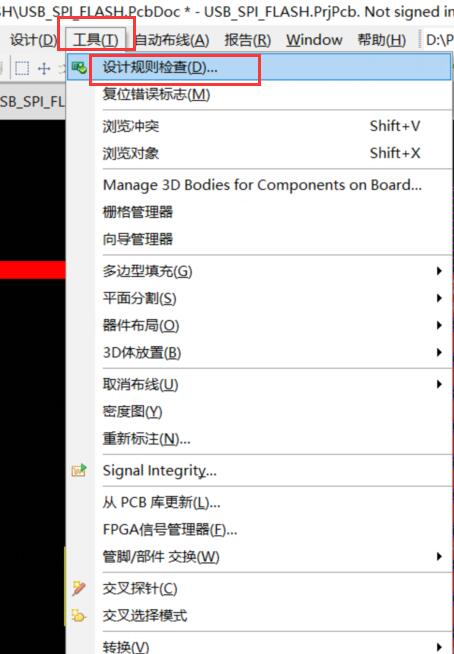 SH\USB_SPI_FLASH.PcbDoc * - USB_SPI_FLASH.PrjPcb. Not signed in
设计(D) 工具(T) 自动布线(A) 报告(R) Window 帮助(H) D:\P
SB_SPI_FL
设计规则检查(D)...
复位错误标志(M)
浏览冲突 Shift+V
浏览对象 Shift+X
Manage 3D Bodies for Components on Board...
栅格管理器
向导管理器
多边型填充(G)
平面分割(S)
器件布局(O)
3D体放置(B)
取消布线(U)
密度图(Y)
重新标注(N)...
Signal Integrity...
从 PCB 库更新(L)...
FPGA信号管理器(F)...
管脚/部件 交换(W)
交叉探针(C)
交叉选择模式
转换(V)